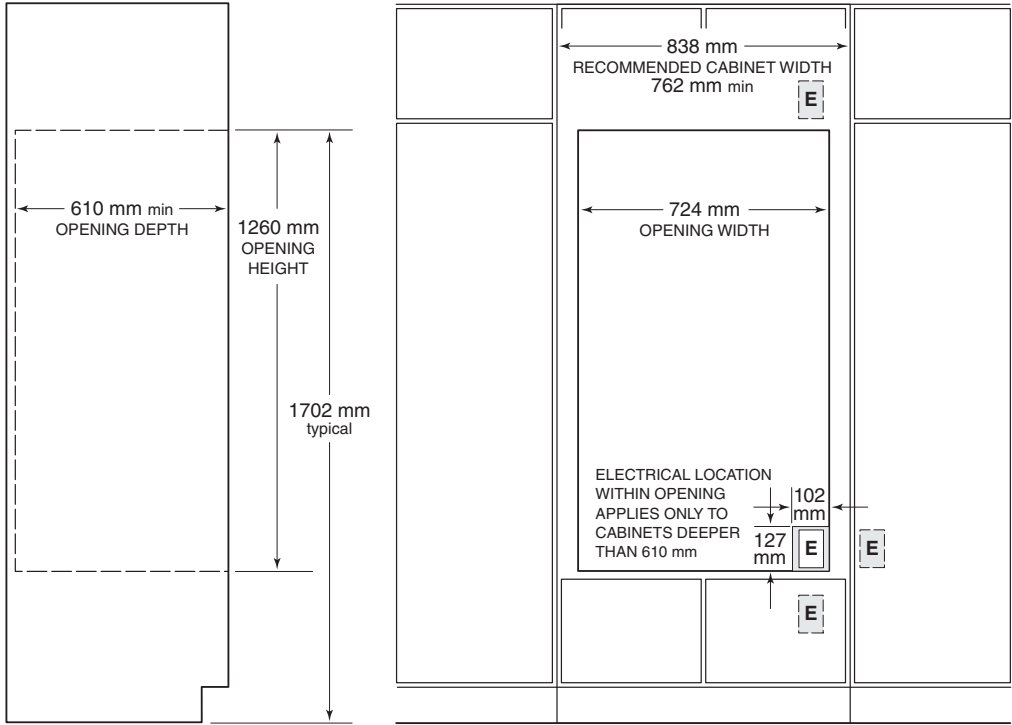 610 mm min
OPENING DEPTH
1260 mm
OPENING
HEIGHT
1702 mm
typical
838 mm
RECOMMENDED CABINET WIDTH
762 mm min
E
724 mm
OPENING WIDTH
ELECTRICAL LOCATION
WITHIN OPENING
APPLIES ONLY TO
CABINETS DEEPER
THAN 610 mm
102
mm
127
mm
E
E
E